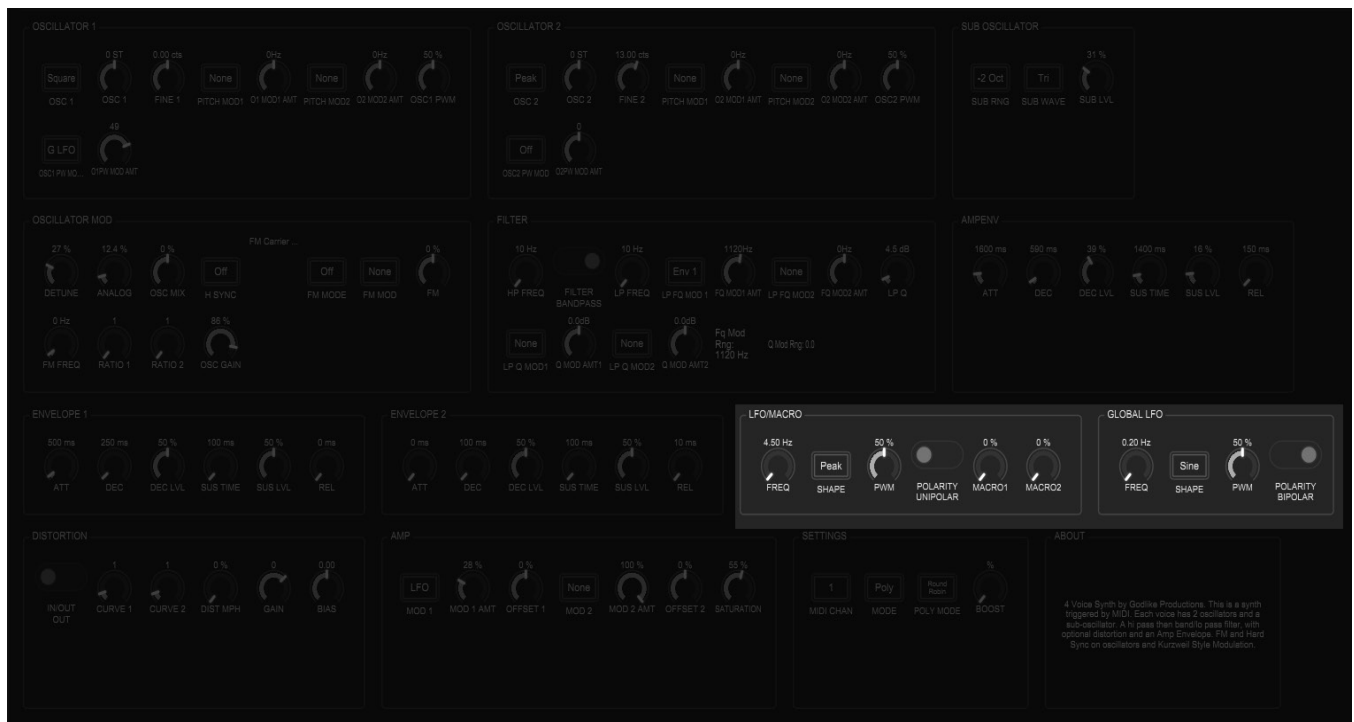 OSCILLATOR 1
0 ST 0.00 cts 0Hz 0Hz 50 %
Square None None
OSC 1 OSC 1 FINE 1 PITCH MOD1 O1 MOD1 AMT PITCH MOD2 O2 MOD2 AMT OSC1 PWM
49
G LFO
OSC1 PW MO... O1PW MOD AMT
OSCILLATOR 2
0 ST 13.00 cts 0Hz 0Hz 50 %
Peak None None
OSC 2 OSC 2 FINE 2 PITCH MOD1 O2 MOD1 AMT PITCH MOD2 O2 MOD2 AMT OSC2 PWM
0
Off
OSC2 PW MOD O2PW MOD AMT
SUB OSCILLATOR
31 %
-2 Oct Tri
SUB RNG SUB WAVE SUB LVL
OSCILLATOR MOD
27 % 12.4 % 0 % FM Carrier ... 0 %
Off Off None
DETUNE ANALOG OSC MIX H SYNC FM MODE FM MOD FM
0 Hz 1 1 86 %
FM FREQ RATIO 1 RATIO 2 OSC GAIN
FILTER
10 Hz 10 Hz 1120Hz 0Hz 4.5 dB
Env 1 None
HP FREQ FILTER BANDPASS LP FREQ LP FQ MOD 1 FQ MOD1 AMT LP FQ MOD2 FQ MOD2 AMT LP Q
0.0dB 0.0dB
None None
LP Q MOD1 Q MOD AMT1 LP Q MOD2 Q MOD AMT2
Fq Mod
Rng:
1120 Hz
Q Mod Rng: 0.0
AMPENV
1600 ms 590 ms 39 % 1400 ms 16 % 150 ms
ATT DEC DEC LVL SUS TIME SUS LVL REL
ENVELOPE 1
500 ms 250 ms 50 % 100 ms 50 % 0 ms
ATT DEC DEC LVL SUS TIME SUS LVL REL
ENVELOPE 2
0 ms 100 ms 50 % 100 ms 50 % 10 ms
ATT DEC DEC LVL SUS TIME SUS LVL REL
LFO/MACRO
4.50 Hz 50 % 0 % 0 %
Peak
FREQ SHAPE PWM POLARITY UNIPOLAR MACRO1 MACRO2
GLOBAL LFO
0.20 Hz 50 %
Sine
FREQ SHAPE PWM POLARITY BIPOLAR
DISTORTION
1 1 0 % 0 0.00
IN/OUT OUT CURVE 1 CURVE 2 DIST MPH GAIN BIAS
AMP
26 % 0 % 100 % 0 % 55 %
LFO None
MOD 1 MOD 1 AMT OFFSET 1 MOD 2 MOD 2 AMT OFFSET 2 SATURATION
SETTINGS
%
1 Poly Round Robin
MIDI CHAN MODE POLY MODE BOOST
ABOUT
4 Voice Synth by Godlike Productions. This is a synth
triggered by MIDI. Each voice has 2 oscillators and a
sub-oscillator. A hi pass then band/lo pass filter, with
optional distortion and an Amp Envelope. FM and Hard
Sync on oscillators and Kurzweil Style Modulation.